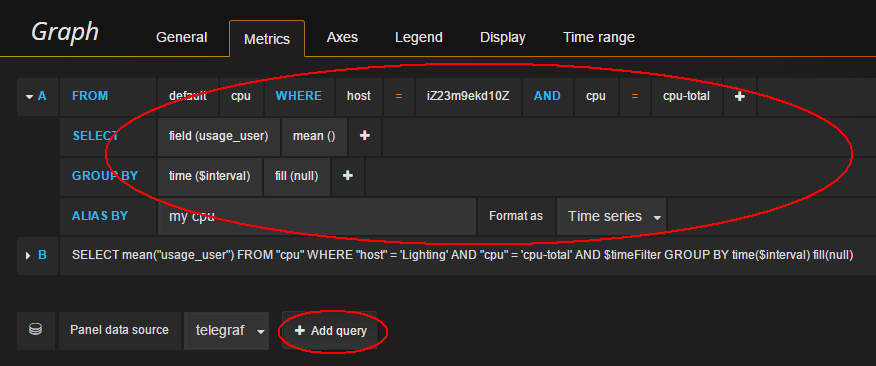 Graph General Metrics Axes Legend Display Time range
A FROM default cpu WHERE host = iZ23m9ekd10Z AND cpu = cpu-total +
SELECT field (usage_user) mean () +
GROUP BY time ($interval) fill (null) +
ALIAS BY my cpu Format as Time series
B SELECT mean("usage_user") FROM "cpu" WHERE "host" = 'Lighting' AND "cpu" = 'cpu-total' AND $timeFilter GROUP BY time($interval) fill(null)
Panel data source telegraf + Add query